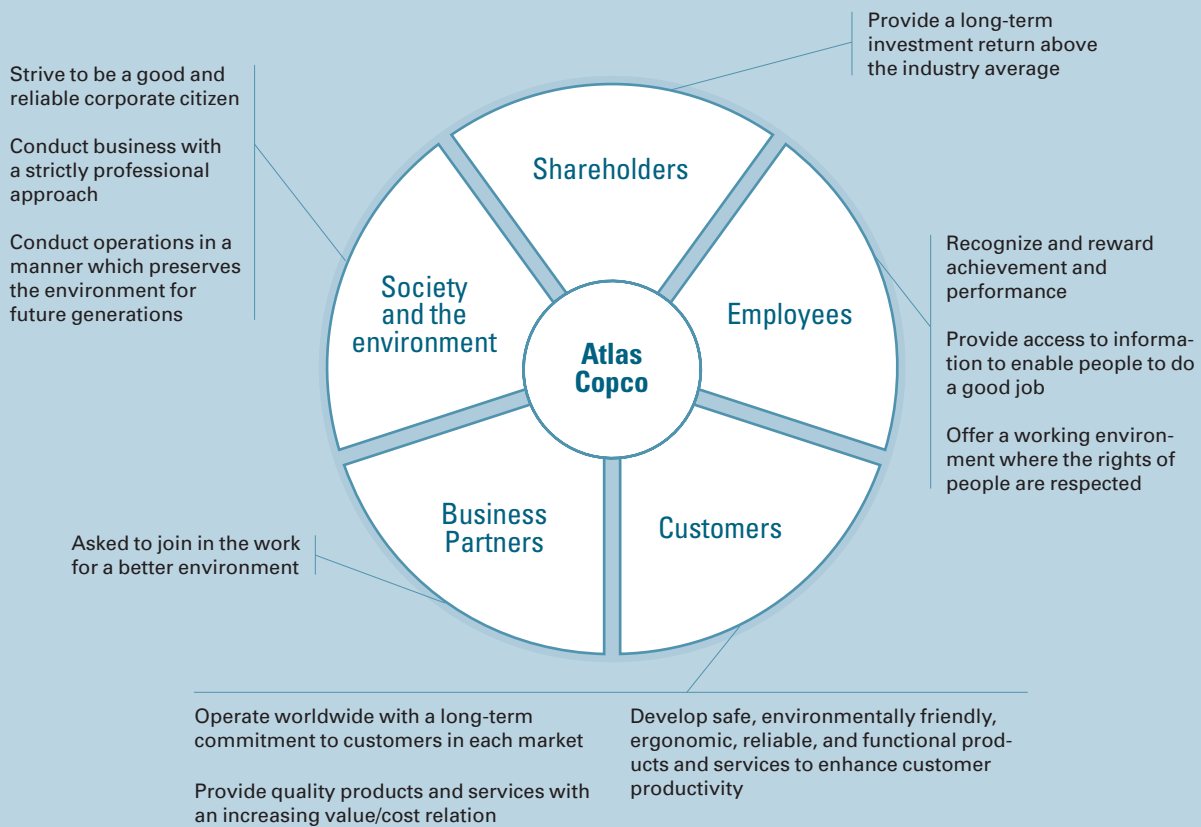 Provide a long-term
investment return above
the industry average
Strive to be a good and
reliable corporate citizen
Conduct business with
a strictly professional
approach
Conduct operations in a
manner which preserves
the environment for
future generations
Shareholders
Society
and the
environment
Employees
Atlas
Copco
Recognize and reward
achievement and
performance
Provide access to informa-
tion to enable people to do
a good job
Offer a working environ-
ment where the rights of
people are respected
Business
Partners
Customers
Asked to join in the work
for a better environment
Operate worldwide with a long-term
commitment to customers in each market
Provide quality products and services with
an increasing value/cost relation
Develop safe, environmentally friendly,
ergonomic, reliable, and functional prod-
ucts and services to enhance customer
productivity